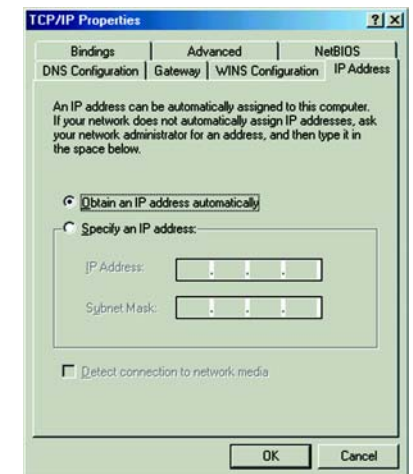 TCP/IP Properties
Bindings
Advanced
NetBIOS
DNS Configuration
Gateway
WINS Configuration
IP Address
An IP address can be automatically assigned to this computer.
If your network does not automatically assign IP addresses, ask
your network administrator for an address, and then type it in
the space below.
Obtain an IP address automatically
Specify an IP address:
IP Address:
Subnet Mask:
Detect connection to network media
OK
Cancel